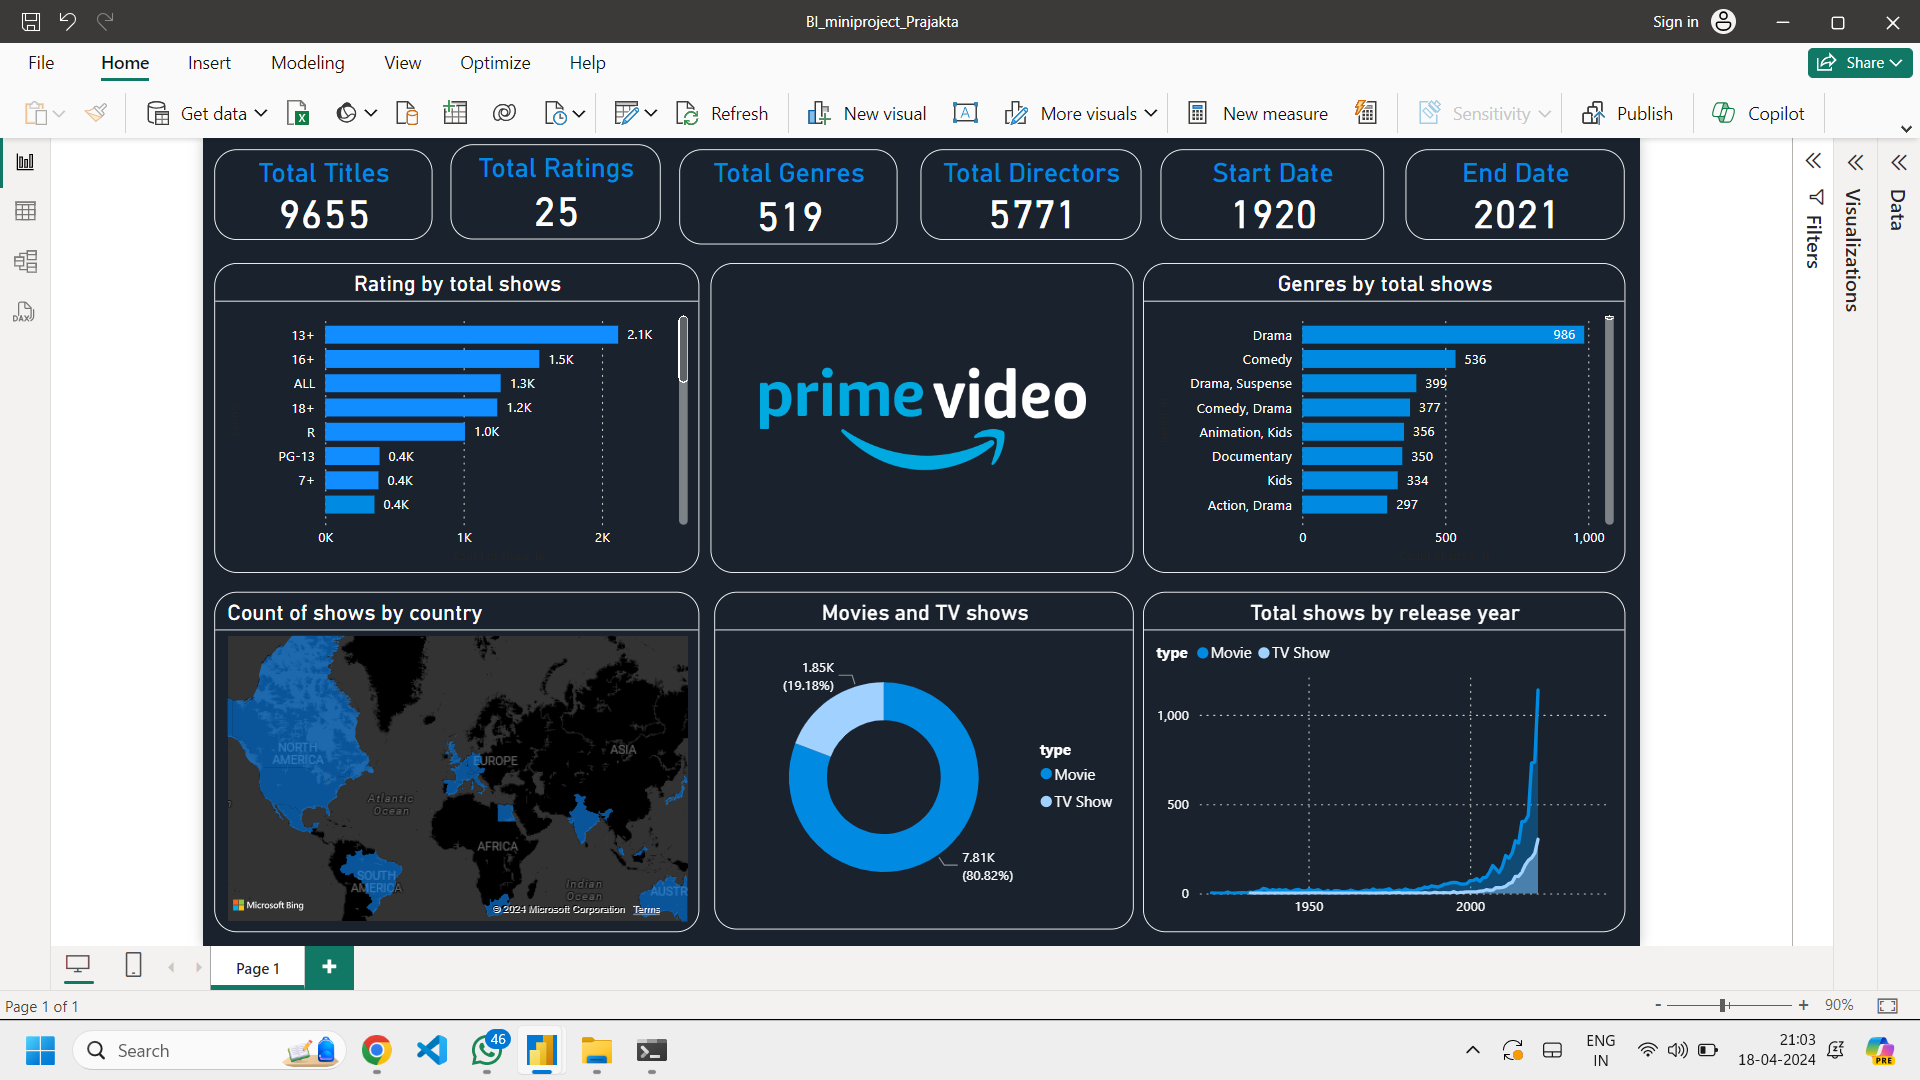 BI_miniproject_Prajakta
Sign in
File
Home
Insert
Modeling
View
Optimize
Help
Share
Get data
Refresh
New visual
More visuals
New measure
Sensitivity
Publish
Copilot
Total Titles
9655
Total Ratings
25
Total Genres
519
Total Directors
5771
Start Date
1920
End Date
2021
Filters
Visualizations
Data
DAX
Rating by total shows
13+ 2.1K
16+ 1.5K
ALL 1.3K
18+ 1.2K
R 1.0K
PG-13 0.4K
7+ 0.4K
0.4K
0K 1K 2K
prime video
Genres by total shows
Drama 986
Comedy 536
Drama, Suspense 399
Comedy, Drama 377
Animation, Kids 356
Documentary 350
Kids 334
Action, Drama 297
0 500 1,000
Count of shows by country
NORTH
AMERICA
EUROPE
ASIA
Atlantic
Ocean
AFRICA
SOUTH
AMERICA
Indian
Ocean
AUSTR
Microsoft Bing
© 2024 Microsoft Corporation Terms
Movies and TV shows
1.85K
(19.18%)
7.81K
(80.82%)
type
Movie
TV Show
Total shows by release year
type Movie TV Show
1,000
500
0
1950 2000
Page 1
Page 1 of 1
- + 90%
Search
46
ENG
IN
21:03
18-04-2024
PRE